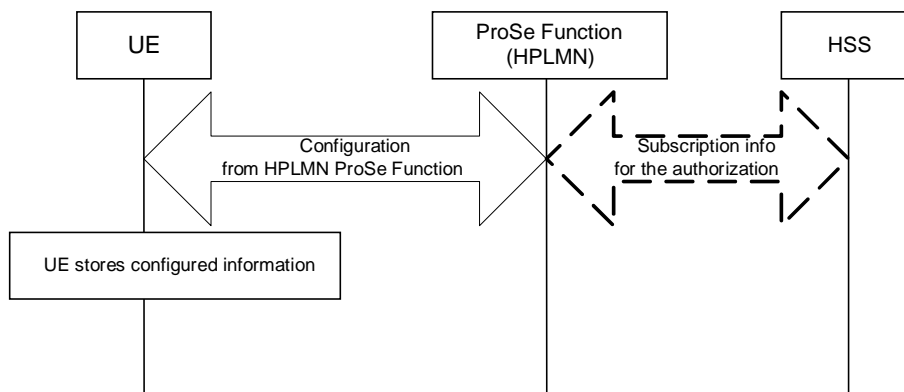 UE
ProSe Function
(HPLMN)
HSS
Configuration
from HPLMN ProSe Function
Subscription info
for the authorization
UE stores configured information